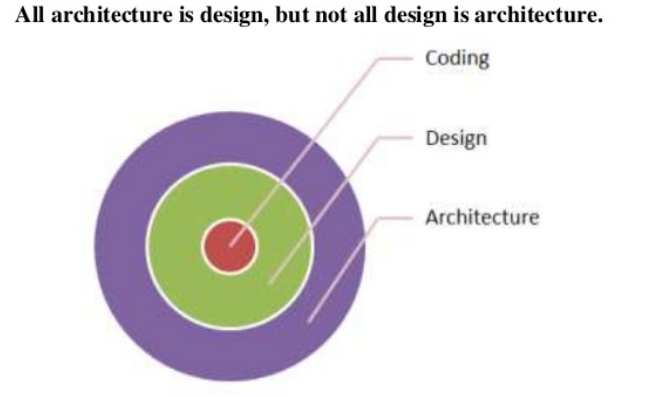 All architecture is design, but not all design is architecture.
Coding
Design
Architecture